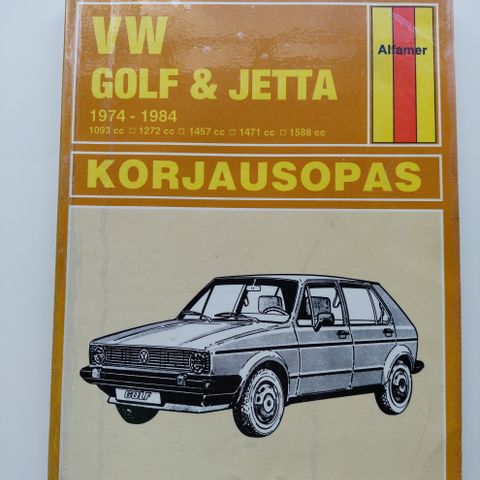 VW
Alfamer
GOLF & JETTA
1974 - 1984
1093 cc □ 1272 cc □ 1457 cc □ 1471 cc □ 1588 cc
KORJAUSOPAS
GOLF